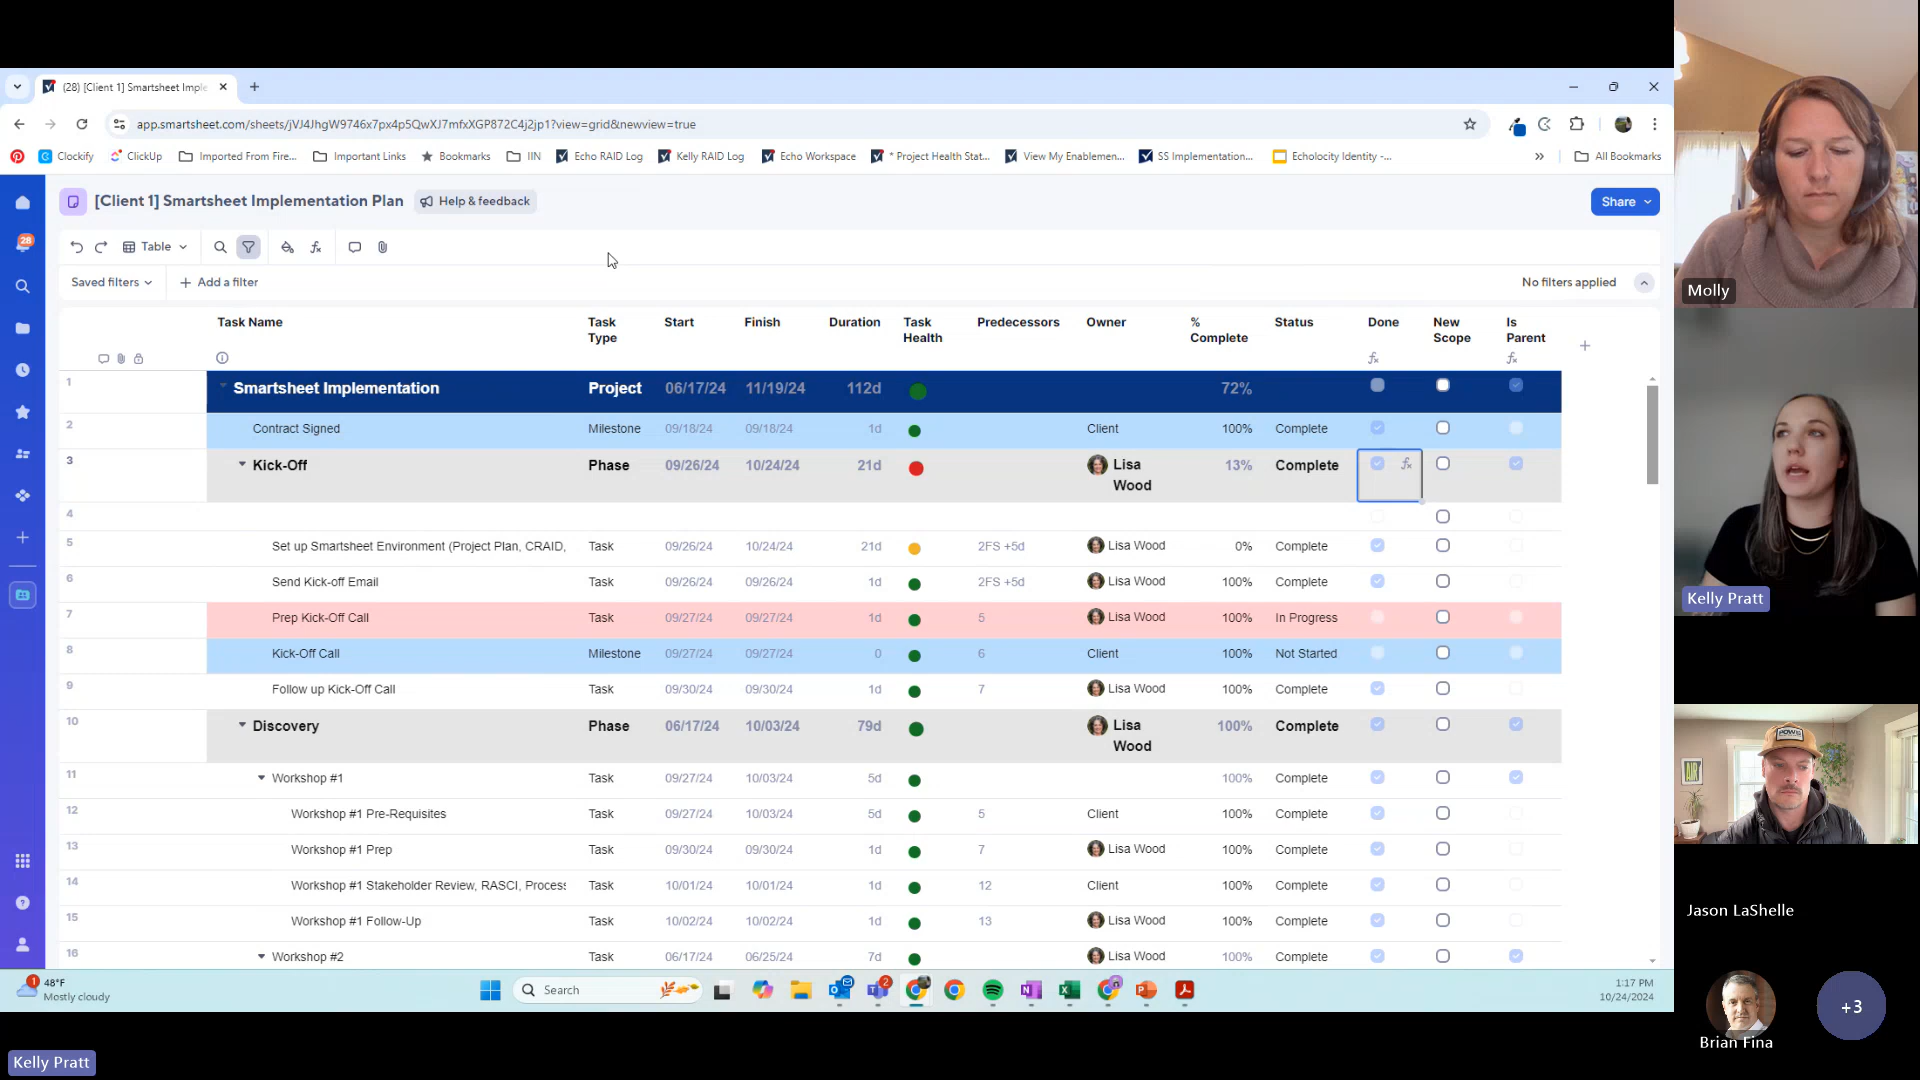 (28) [Client 1] Smartsheet Imple
app.smartsheet.com/sheets/jVJ4JhgW9746x7px4p5QwXJ7mfxXGP872C4j2jp1?view=grid&newview=true
Clockify ClickUp Imported From Fire... Important Links Bookmarks IIN Echo RAID Log Kelly RAID Log Echo Workspace * Project Health Stat... View My Enablemen... SS Implementation... Echolocity Identity -... » All Bookmarks
[Client 1] Smartsheet Implementation Plan Help & feedback Share
28
Table fx
Saved filters + Add a filter No filters applied
Task Name Task Type Start Finish Duration Task Health Predecessors Owner % Complete Status Done New Scope Is Parent
fx fx
1 Smartsheet Implementation Project 06/17/24 11/19/24 112d 72%
2 Contract Signed Milestone 09/18/24 09/18/24 1d Client 100% Complete
3 Kick-Off Phase 09/26/24 10/24/24 21d Lisa Wood 13% Complete fx
4
5 Set up Smartsheet Environment (Project Plan, CRAID, Task 09/26/24 10/24/24 21d 2FS +5d Lisa Wood 0% Complete
6 Send Kick-off Email Task 09/26/24 09/26/24 1d 2FS +5d Lisa Wood 100% Complete
7 Prep Kick-Off Call Task 09/27/24 09/27/24 1d 5 Lisa Wood 100% In Progress
8 Kick-Off Call Milestone 09/27/24 09/27/24 0 6 Client 100% Not Started
9 Follow up Kick-Off Call Task 09/30/24 09/30/24 1d 7 Lisa Wood 100% Complete
10 Discovery Phase 06/17/24 10/03/24 79d Lisa Wood 100% Complete
11 Workshop #1 Task 09/27/24 10/03/24 5d 100% Complete
12 Workshop #1 Pre-Requisites Task 09/27/24 10/03/24 5d 5 Client 100% Complete
13 Workshop #1 Prep Task 09/30/24 09/30/24 1d 7 Lisa Wood 100% Complete
14 Workshop #1 Stakeholder Review, RASCI, Process Task 10/01/24 10/01/24 1d 12 Client 100% Complete
15 Workshop #1 Follow-Up Task 10/02/24 10/02/24 1d 13 Lisa Wood 100% Complete
16 Workshop #2 Task 06/17/24 06/25/24 7d Lisa Wood 100% Complete
1 48°F
Mostly cloudy
Search
2
1:17 PM
10/24/2024
Kelly Pratt
Molly
Kelly Pratt
Jason LaShelle
Brian Fina
+3